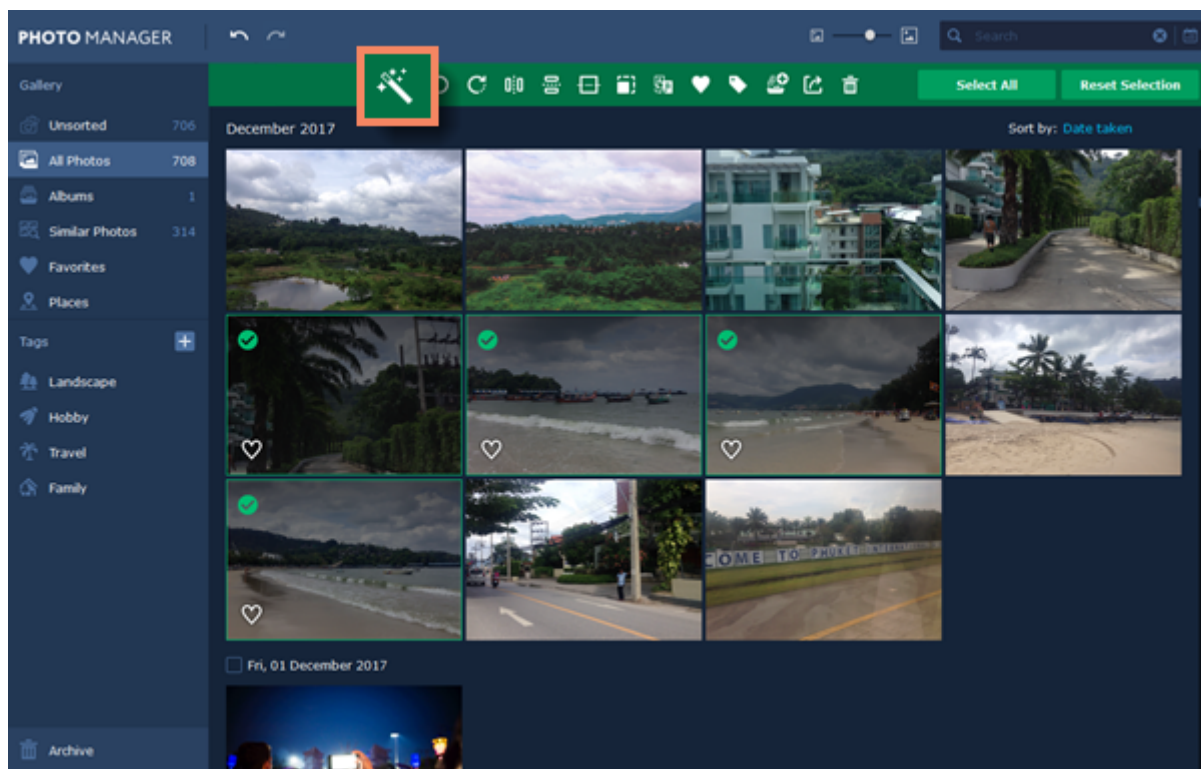 PHOTO MANAGER
Search
Gallery
Select All
Reset Selection
Unsorted 706
December 2017
Sort by: Date taken
All Photos 708
Albums 1
Similar Photos 314
Favorites
Places
Tags
Landscape
Hobby
Travel
Family
COME TO PHUKET INTERNAT
Fri, 01 December 2017
Archive